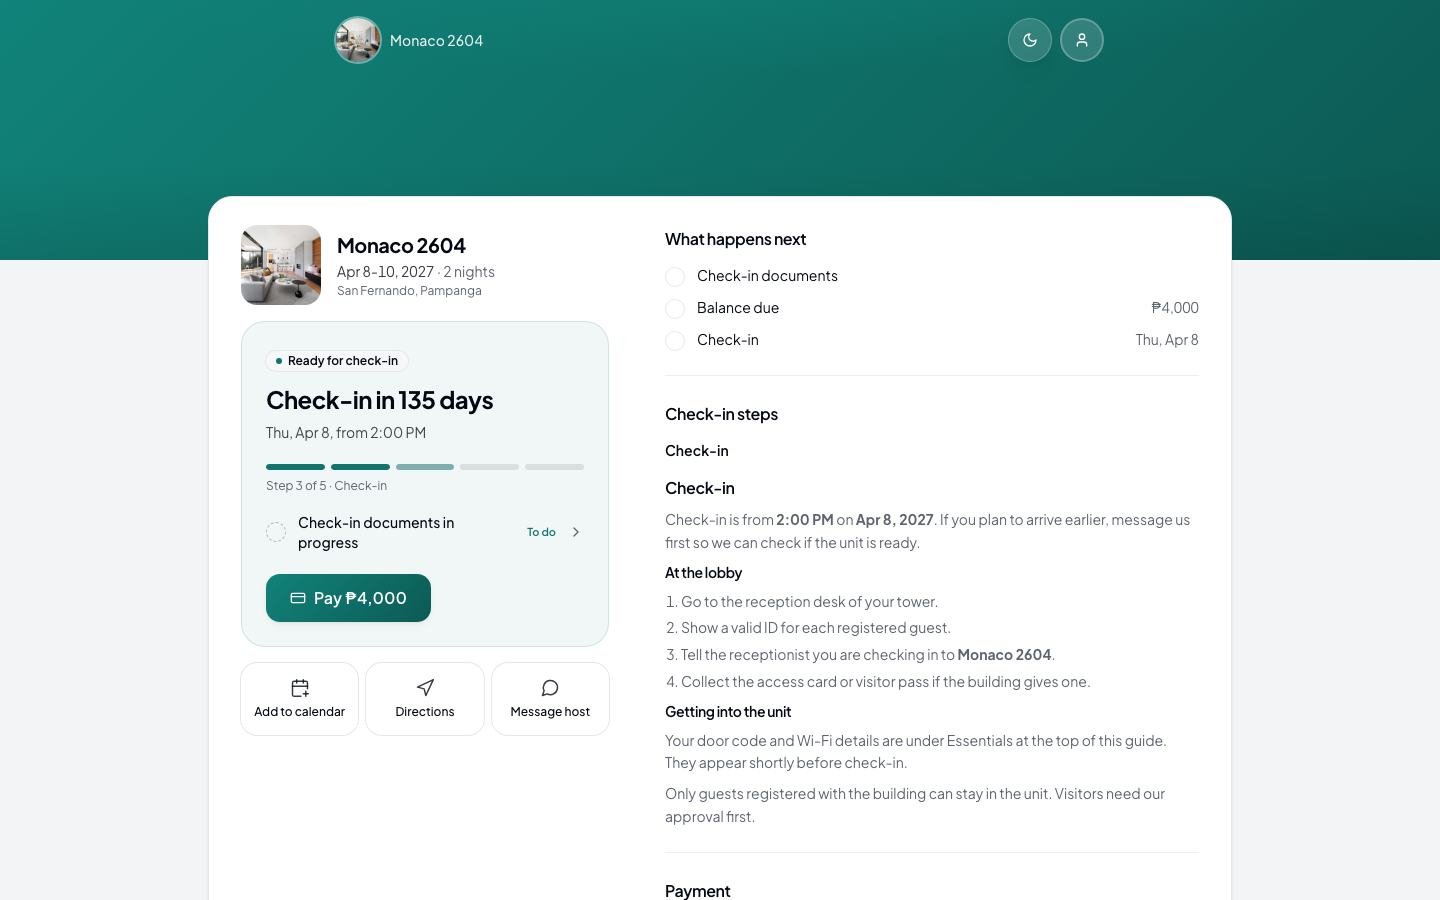 Monaco 2604
Monaco 2604
Apr 8-10, 2027 · 2 nights
San Fernando, Pampanga
Ready for check-in
Check-in in 135 days
Thu, Apr 8, from 2:00 PM
Step 3 of 5 · Check-in
Check-in documents in
progress
To do
Pay ₱4,000
Add to calendar
Directions
Message host
What happens next
Check-in documents
Balance due
₱4,000
Check-in
Thu, Apr 8
Check-in steps
Check-in
Check-in
Check-in is from 2:00 PM on Apr 8, 2027. If you plan to arrive earlier, message us
first so we can check if the unit is ready.
At the lobby
1. Go to the reception desk of your tower.
2. Show a valid ID for each registered guest.
3. Tell the receptionist you are checking in to Monaco 2604.
4. Collect the access card or visitor pass if the building gives one.
Getting into the unit
Your door code and Wi-Fi details are under Essentials at the top of this guide.
They appear shortly before check-in.
Only guests registered with the building can stay in the unit. Visitors need our
approval first.
Payment